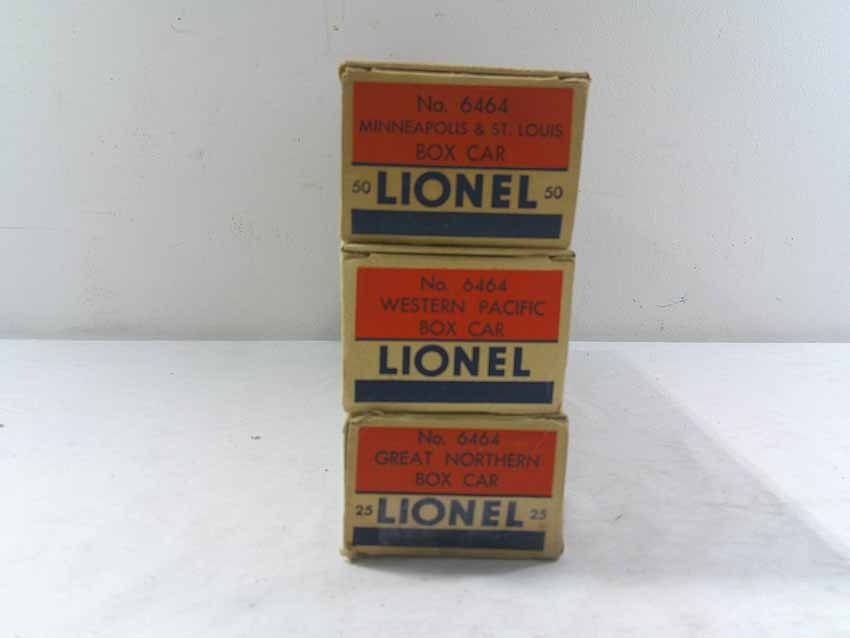 No. 6464
MINNEAPOLIS & ST. LOUIS
BOX CAR
50 LIONEL 50
No. 6464
WESTERN PACIFIC
BOX CAR
LIONEL
No. 6464
GREAT NORTHERN
BOX CAR
25 LIONEL 25